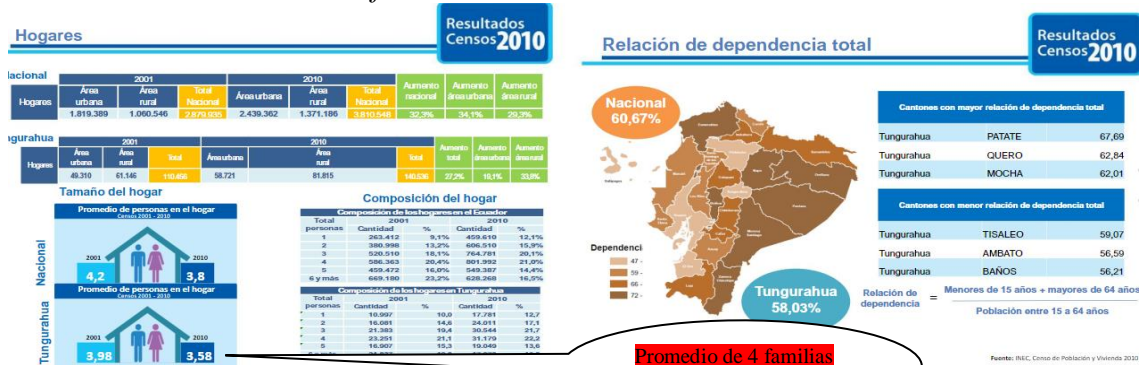 Hogares
Resultados
Censos 2010
Nacional
2001 2010
Hogares Área urbana Área rural Total Nacional Área urbana Área rural Total Nacional Aumento nacional Aumento área urbana Aumento área rural
1.819.389 1.060.546 2.879.935 2.439.362 1.371.186 3.810.548 32,3% 34,1% 29,3%
ngurahua
2001 2010
Hogares Área urbana Área rural Total Área urbana Área rural Total Aumento total Aumento área urbana Aumento área rural
49.310 61.146 110.456 58.721 81.815 140.536 27,2% 19,1% 33,8%
Tamaño del hogar
Promedio de personas en el hogar
Censos 2001 - 2010
Nacional
2001 2010
4,2 3,8
Promedio de personas en el hogar
Censos 2001 - 2010
Tungurahua
2001 2010
3,98 3,58
Composición del hogar
Composición de los hogares en el Ecuador
Total personas 2001 2010
Cantidad % Cantidad %
1 263.412 9,1% 459.610 12,1%
2 380.998 13,2% 606.510 15,9%
3 520.510 18,1% 764.781 20,1%
4 586.363 20,4% 801.992 21,0%
5 459.472 16,0% 549.387 14,4%
6 y más 669.180 23,2% 628.268 16,5%
Composición de los hogares en Tungurahua
Total personas 2001 2010
Cantidad % Cantidad %
1 10.997 10,0 17.781 12,7
2 16.081 14,6 24.011 17,1
3 21.383 19,4 30.544 21,7
4 23.251 21,1 31.179 22,2
5 16.907 15,3 19.049 13,6
Relación de dependencia total
Resultados
Censos 2010
Nacional
60,67%
Dependenci
47 -
59 -
66 -
72 -
Tungurahua
58,03%
Cantones con mayor relación de dependencia total
Tungurahua PATATE 67,69
Tungurahua QUERO 62,84
Tungurahua MOCHA 62,01
Cantones con menor relación de dependencia total
Tungurahua TISALEO 59,07
Tungurahua AMBATO 56,59
Tungurahua BAÑOS 56,21
Relación de dependencia = Menores de 15 años + mayores de 64 años
Población entre 15 a 64 años
Promedio de 4 familias
Fuente: INEC, Censo de Población y Vivienda 2010